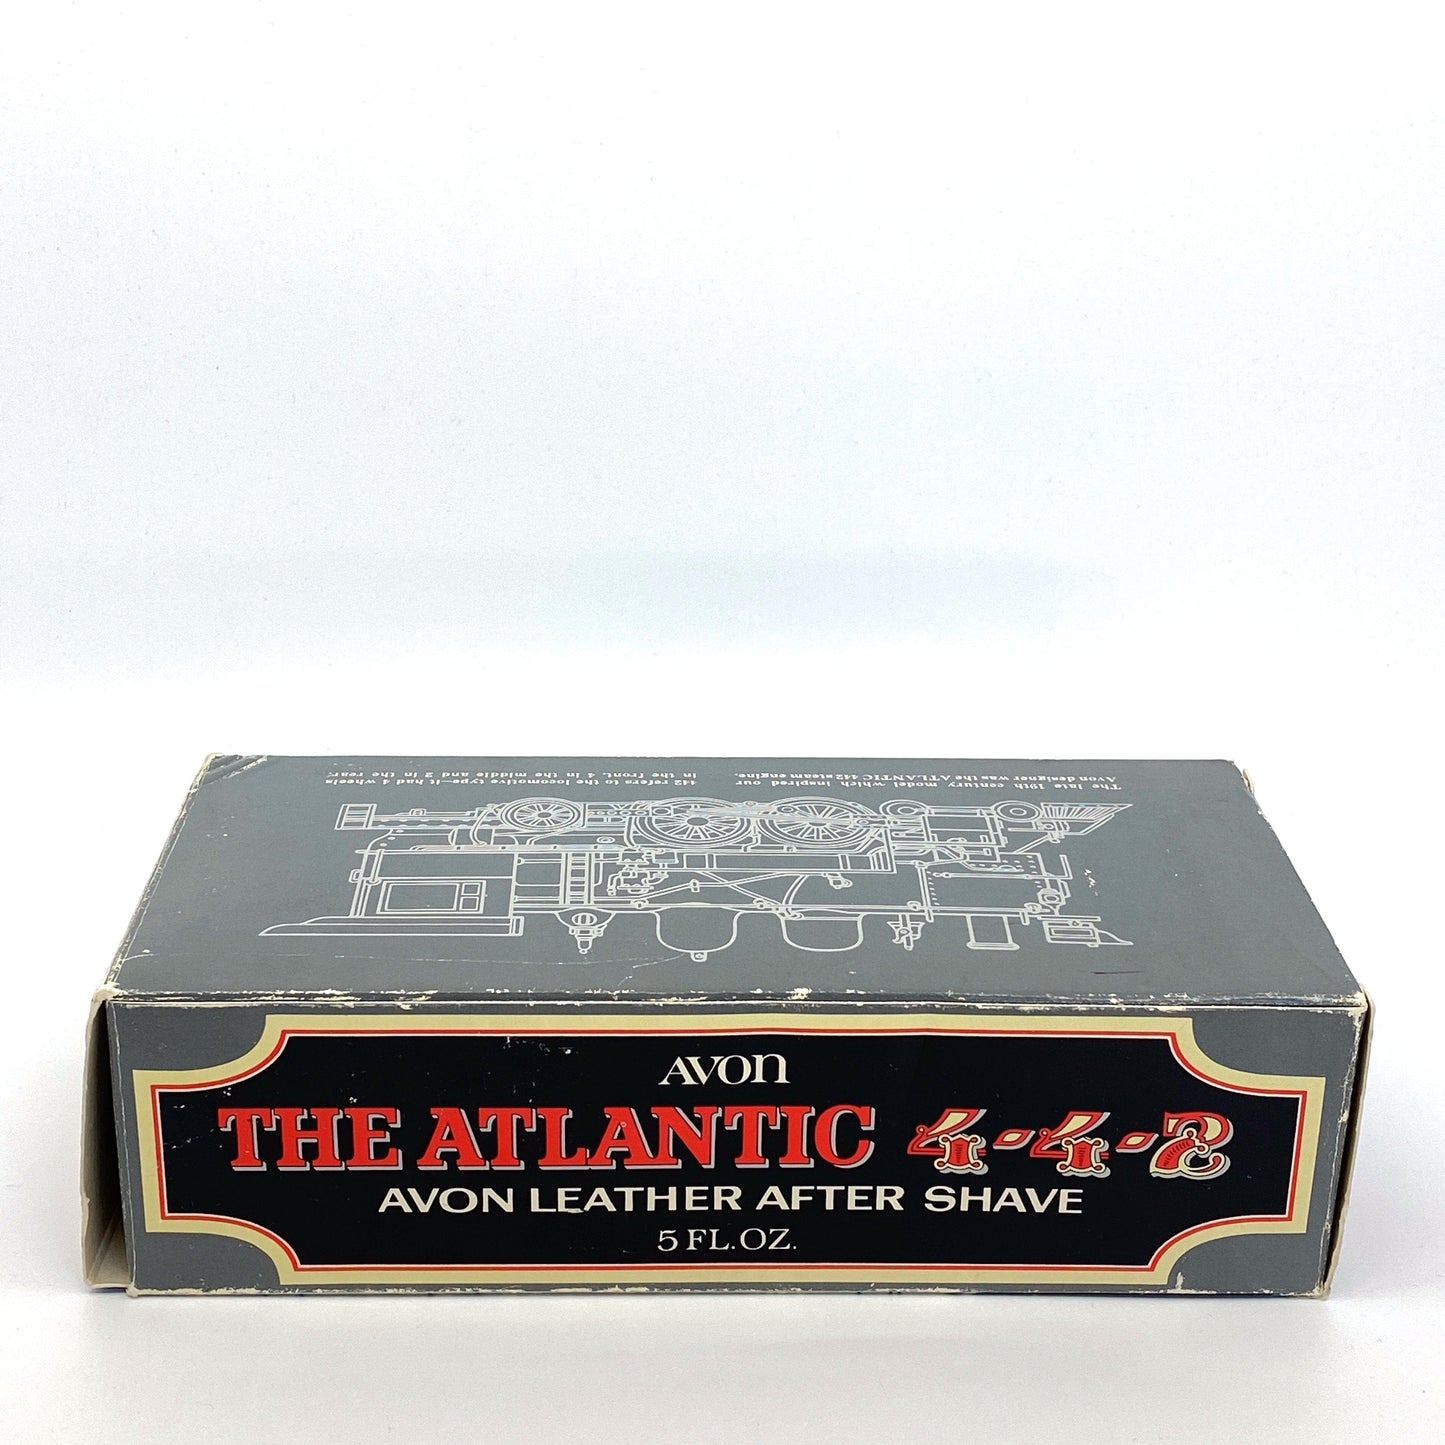 The late 19th century model which inspired our
Avon designer was the ATLANTIC 442 steam engine.
442 refers to the locomotive type—it had 4 wheels
in the front, 4 in the middle and 2 in the rear.
AVON
THE ATLANTIC 4-4-2
AVON LEATHER AFTER SHAVE
5 FL. OZ.